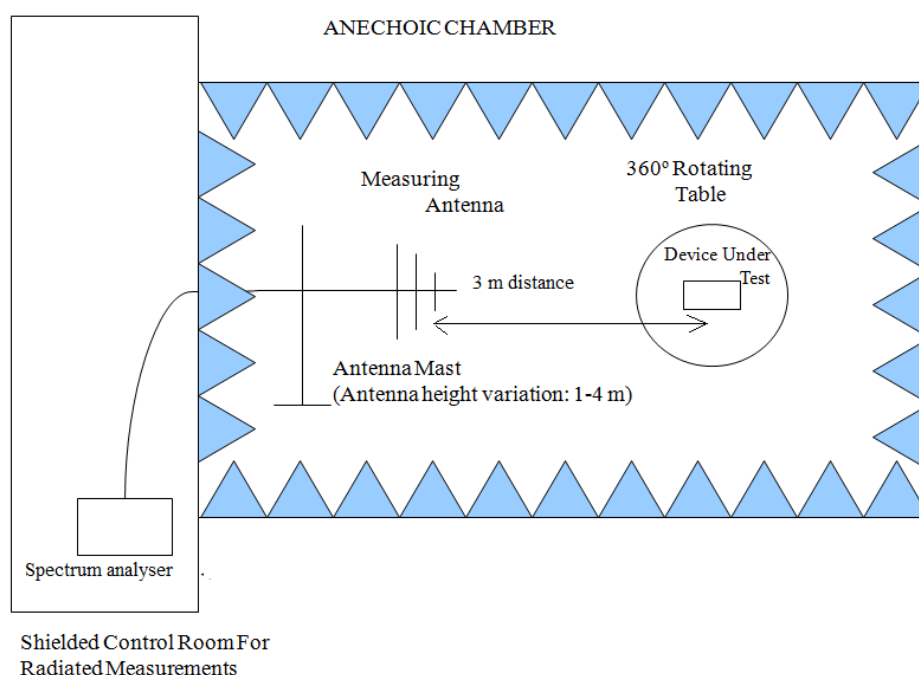 ANECHOIC CHAMBER
Measuring
Antenna
360° Rotating
Table
Device Under
Test
3 m distance
Antenna Mast
(Antenna height variation: 1-4 m)
Spectrum analyser
Shielded Control Room For
Radiated Measurements